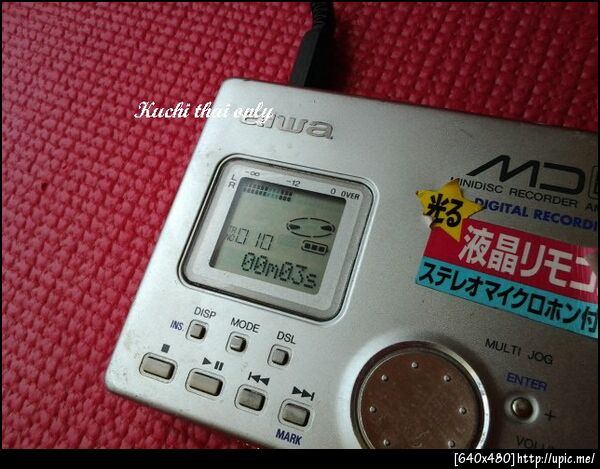 Kuchi thai only
aiwa
MD
MINIDISC RECORDER
DIGITAL RECORDI
光る
液晶リモコ
ステレオマイクロホン付
L
R
-∞ -12 0 OVER
010
00m03s
DISP
INS.
MODE
DSL
MARK
MULTI JOG
ENTER
+
VOLU
[640x480]http://upic.me/